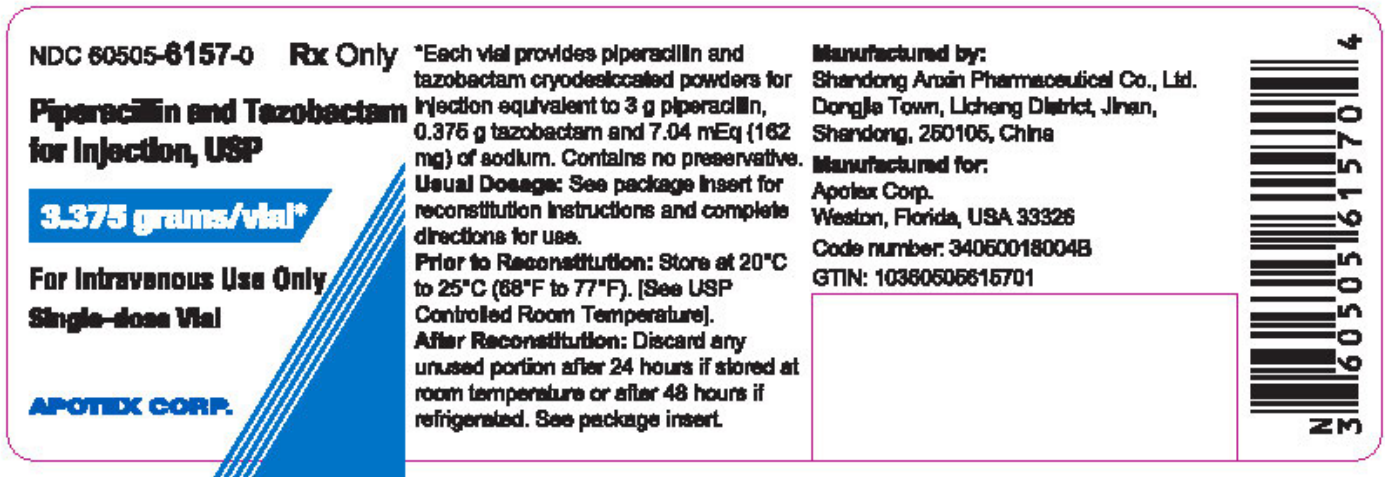 NDC 60505-6157-0 Rx Only
Piperacillin and Tazobactam
for Injection, USP
3.375 grams/vial*
For Intravenous Use Only
Single-dose Vial
APOTEX CORP.
*Each vial provides piperacillin and
tazobactam cryodesiccated powders for
injection equivalent to 3 g piperacillin,
0.375 g tazobactam and 7.04 mEq (162
mg) of sodium. Contains no preservative.
Usual Dosage: See package insert for
reconstitution instructions and complete
directions for use.
Prior to Reconstitution: Store at 20°C
to 25°C (68°F to 77°F). [See USP
Controlled Room Temperature].
After Reconstitution: Discard any
unused portion after 24 hours if stored at
room temperature or after 48 hours if
refrigerated. See package insert.
Manufactured by:
Shandong Anxin Pharmaceutical Co., Ltd.
Dongjia Town, Licheng District, Jinan,
Shandong, 250105, China
Manufactured for:
Apotex Corp.
Weston, Florida, USA 33326
Code number: 34060018004B
GTIN: 10360505615701
N
3 60505 61570 4